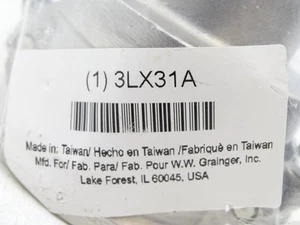 (1) 3LX31A
Made in: Taiwan/ Hecho en Taiwan /Fabriquè en Taiwan
Mfd. For/ Fab. Para/ Fab. Pour W.W. Grainger, Inc.
Lake Forest, IL 60045, USA